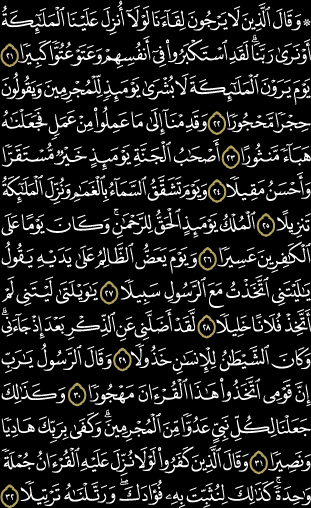 ۞ وَقَالَ ٱلَّذِينَ لَا يَرْجُونَ لِقَآءَنَا لَوْلَآ أُنزِلَ عَلَيْنَا ٱلْمَلَٰٓئِكَةُ
أَوْ نَرَىٰ رَبَّنَا ۗ لَقَدِ ٱسْتَكْبَرُوا۟ فِىٓ أَنفُسِهِمْ وَعَتَوْ عُتُوًّا كَبِيرًا ٢١
يَوْمَ يَرَوْنَ ٱلْمَلَٰٓئِكَةَ لَا بُشْرَىٰ يَوْمَئِذٍ لِّلْمُجْرِمِينَ وَيَقُولُونَ
حِجْرًا مَّحْجُورًا ٢٢ وَقَدِمْنَآ إِلَىٰ مَا عَمِلُوا۟ مِنْ عَمَلٍ فَجَعَلْنَٰهُ
هَبَآءً مَّنثُورًا ٢٣ أَصْحَٰبُ ٱلْجَنَّةِ يَوْمَئِذٍ خَيْرٌ مُّسْتَقَرًّا
وَأَحْسَنُ مَقِيلًا ٢٤ وَيَوْمَ تَشَقَّقُ ٱلسَّمَآءُ بِٱلْغَمَٰمِ وَنُزِّلَ ٱلْمَلَٰٓئِكَةُ
تَنزِيلًا ٢٥ ٱلْمُلْكُ يَوْمَئِذٍ ٱلْحَقُّ لِلرَّحْمَٰنِ ۚ وَكَانَ يَوْمًا عَلَى
ٱلْكَٰفِرِينَ عَسِيرًا ٢٦ وَيَوْمَ يَعَضُّ ٱلظَّالِمُ عَلَىٰ يَدَيْهِ يَقُولُ
يَٰلَيْتَنِى ٱتَّخَذْتُ مَعَ ٱلرَّسُولِ سَبِيلًا ٢٧ يَٰوَيْلَتَىٰ لَيْتَنِى لَمْ
أَتَّخِذْ فُلَانًا خَلِيلًا ٢٨ لَّقَدْ أَضَلَّنِى عَنِ ٱلذِّكْرِ بَعْدَ إِذْ جَآءَنِى ۗ
وَكَانَ ٱلشَّيْطَٰنُ لِلْإِنسَٰنِ خَذُولًا ٢٩ وَقَالَ ٱلرَّسُولُ يَٰرَبِّ
إِنَّ قَوْمِى ٱتَّخَذُوا۟ هَٰذَا ٱلْقُرْءَانَ مَهْجُورًا ٣٠ وَكَذَٰلِكَ
جَعَلْنَا لِكُلِّ نَبِىٍّ عَدُوًّا مِّنَ ٱلْمُجْرِمِينَ ۗ وَكَفَىٰ بِرَبِّكَ هَادِيًا
وَنَصِيرًا ٣١ وَقَالَ ٱلَّذِينَ كَفَرُوا۟ لَوْلَا نُزِّلَ عَلَيْهِ ٱلْقُرْءَانُ جُمْلَةً
وَٰحِدَةً ۚ كَذَٰلِكَ لِنُثَبِّتَ بِهِۦ فُؤَادَكَ ۖ وَرَتَّلْنَٰهُ تَرْتِيلًا ٣٢